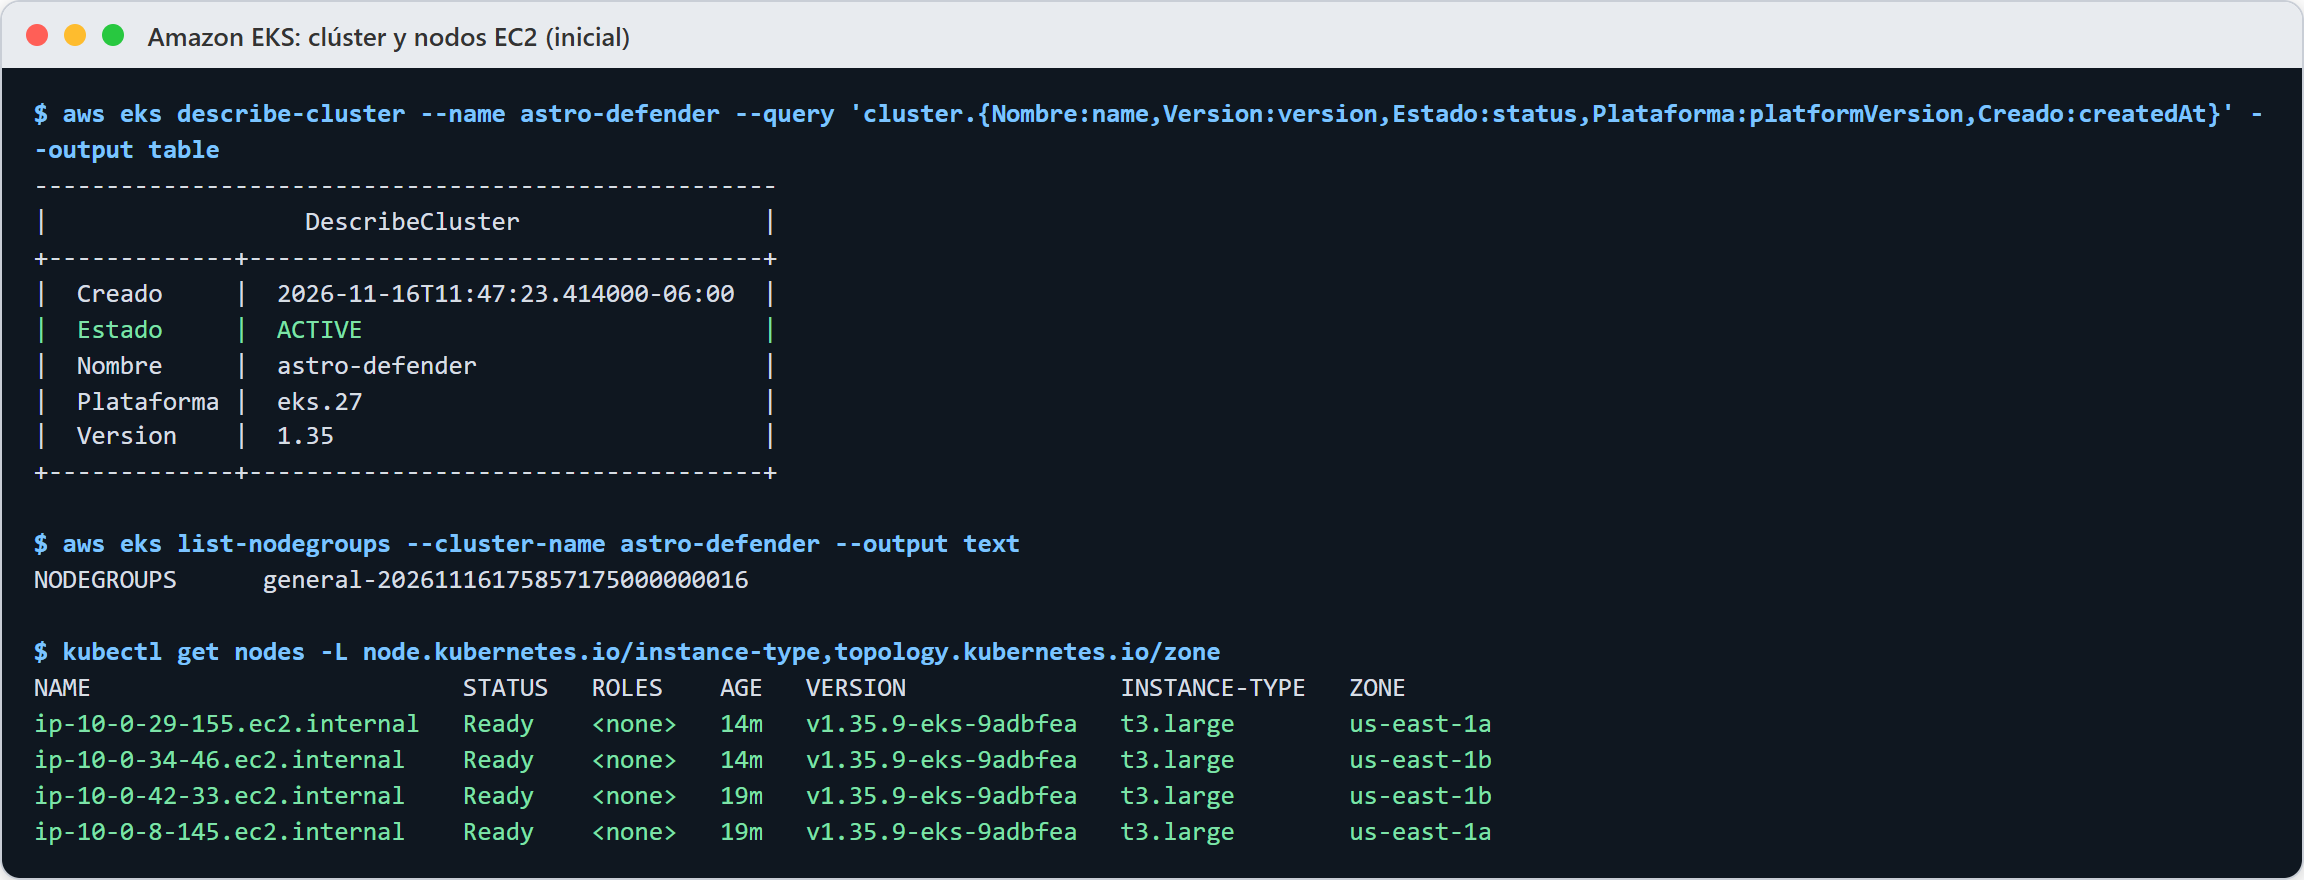 Amazon EKS: clúster y nodos EC2 (inicial)
$ aws eks describe-cluster --name astro-defender --query 'cluster.{Nombre:name,Version:version,Estado:status,Plataforma:platformVersion,Creado:createdAt}' -
-output table
----------------------------------------------------
|                  DescribeCluster                 |
+-------------+------------------------------------+
|  Creado     |  2026-11-16T11:47:23.414000-06:00  |
|  Estado     |  ACTIVE                            |
|  Nombre     |  astro-defender                    |
|  Plataforma |  eks.27                            |
|  Version    |  1.35                              |
+-------------+------------------------------------+
$ aws eks list-nodegroups --cluster-name astro-defender --output text
NODEGROUPS      general-20261116175857175000000016
$ kubectl get nodes -L node.kubernetes.io/instance-type,topology.kubernetes.io/zone
NAME                          STATUS   ROLES    AGE   VERSION               INSTANCE-TYPE   ZONE
ip-10-0-29-155.ec2.internal   Ready    <none>   14m   v1.35.9-eks-9adbfea   t3.large        us-east-1a
ip-10-0-34-46.ec2.internal    Ready    <none>   14m   v1.35.9-eks-9adbfea   t3.large        us-east-1b
ip-10-0-42-33.ec2.internal    Ready    <none>   19m   v1.35.9-eks-9adbfea   t3.large        us-east-1b
ip-10-0-8-145.ec2.internal    Ready    <none>   19m   v1.35.9-eks-9adbfea   t3.large        us-east-1a